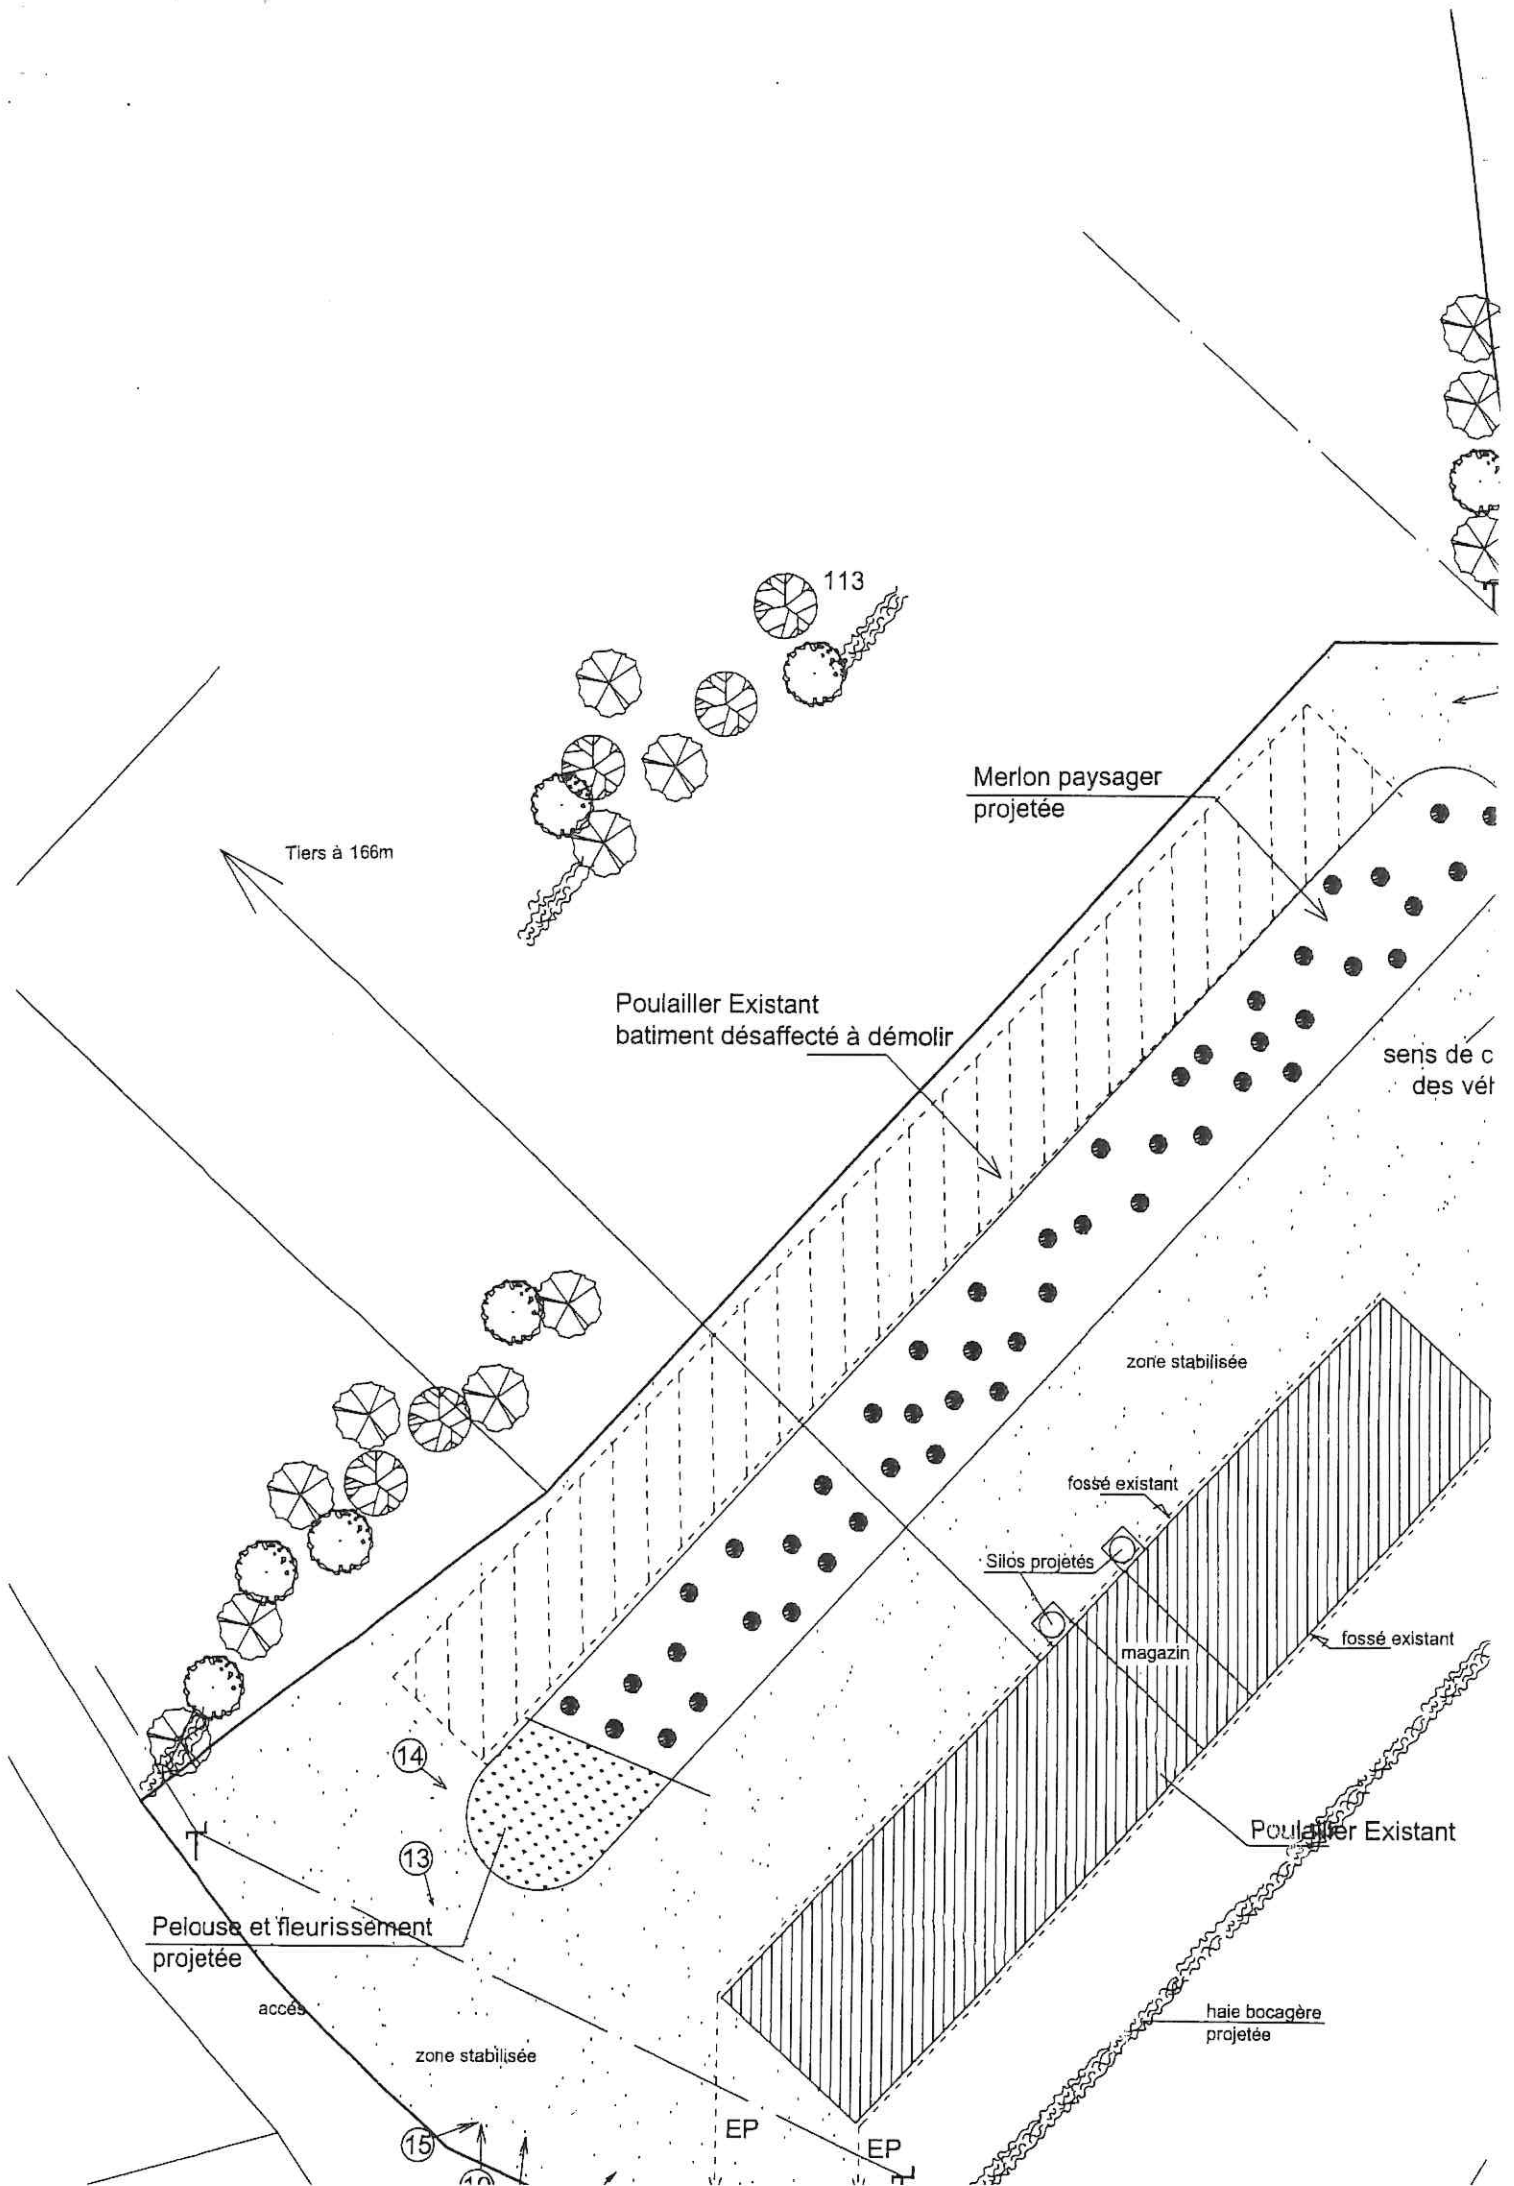 113
Merlon paysager
projetée
Tiers à 166m
Poulailler Existant
batiment désaffecté à démolir
sens de c
des véh
zone stabilisée
fossé existant
Silos projetés
magazin
fossé existant
14
13
Poulailler Existant
Pelouse et fleurissement
projetée
accés
haie bocagère
projetée
zone stabilisée
15
EP
EP